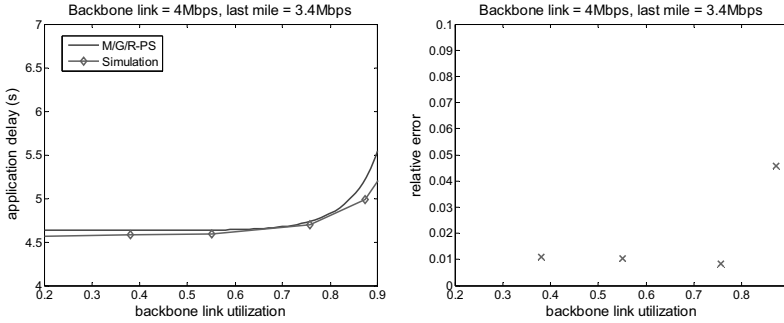 Backbone link = 4Mbps, last mile = 3.4Mbps
7
6.5
6
5.5
5
4.5
4
application delay (s)
M/G/R-PS
Simulation
0.2 0.3 0.4 0.5 0.6 0.7 0.8 0.9
backbone link utilization
Backbone link = 4Mbps, last mile = 3.4Mbps
0.1
0.09
0.08
0.07
0.06
0.05
0.04
0.03
0.02
0.01
0
relative error
0.2 0.3 0.4 0.5 0.6 0.7 0.8
backbone link utilization